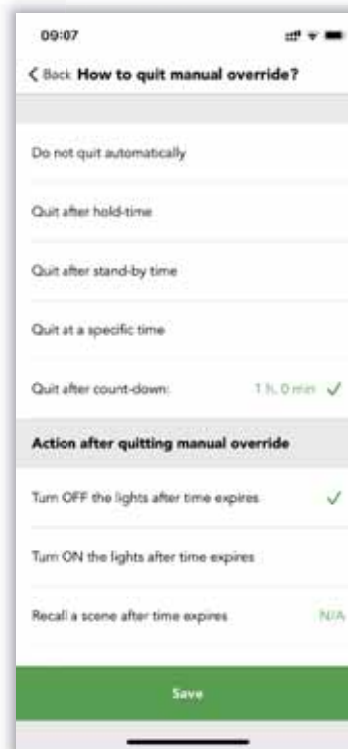 09:07
Back How to quit manual override?
Do not quit automatically
Quit after hold-time
Quit after stand-by time
Quit at a specific time
Quit after count-down: 1 h, 0 min
Action after quitting manual override
Turn OFF the lights after time expires
Turn ON the lights after time expires
Recall a scene after time expires N/A
Save